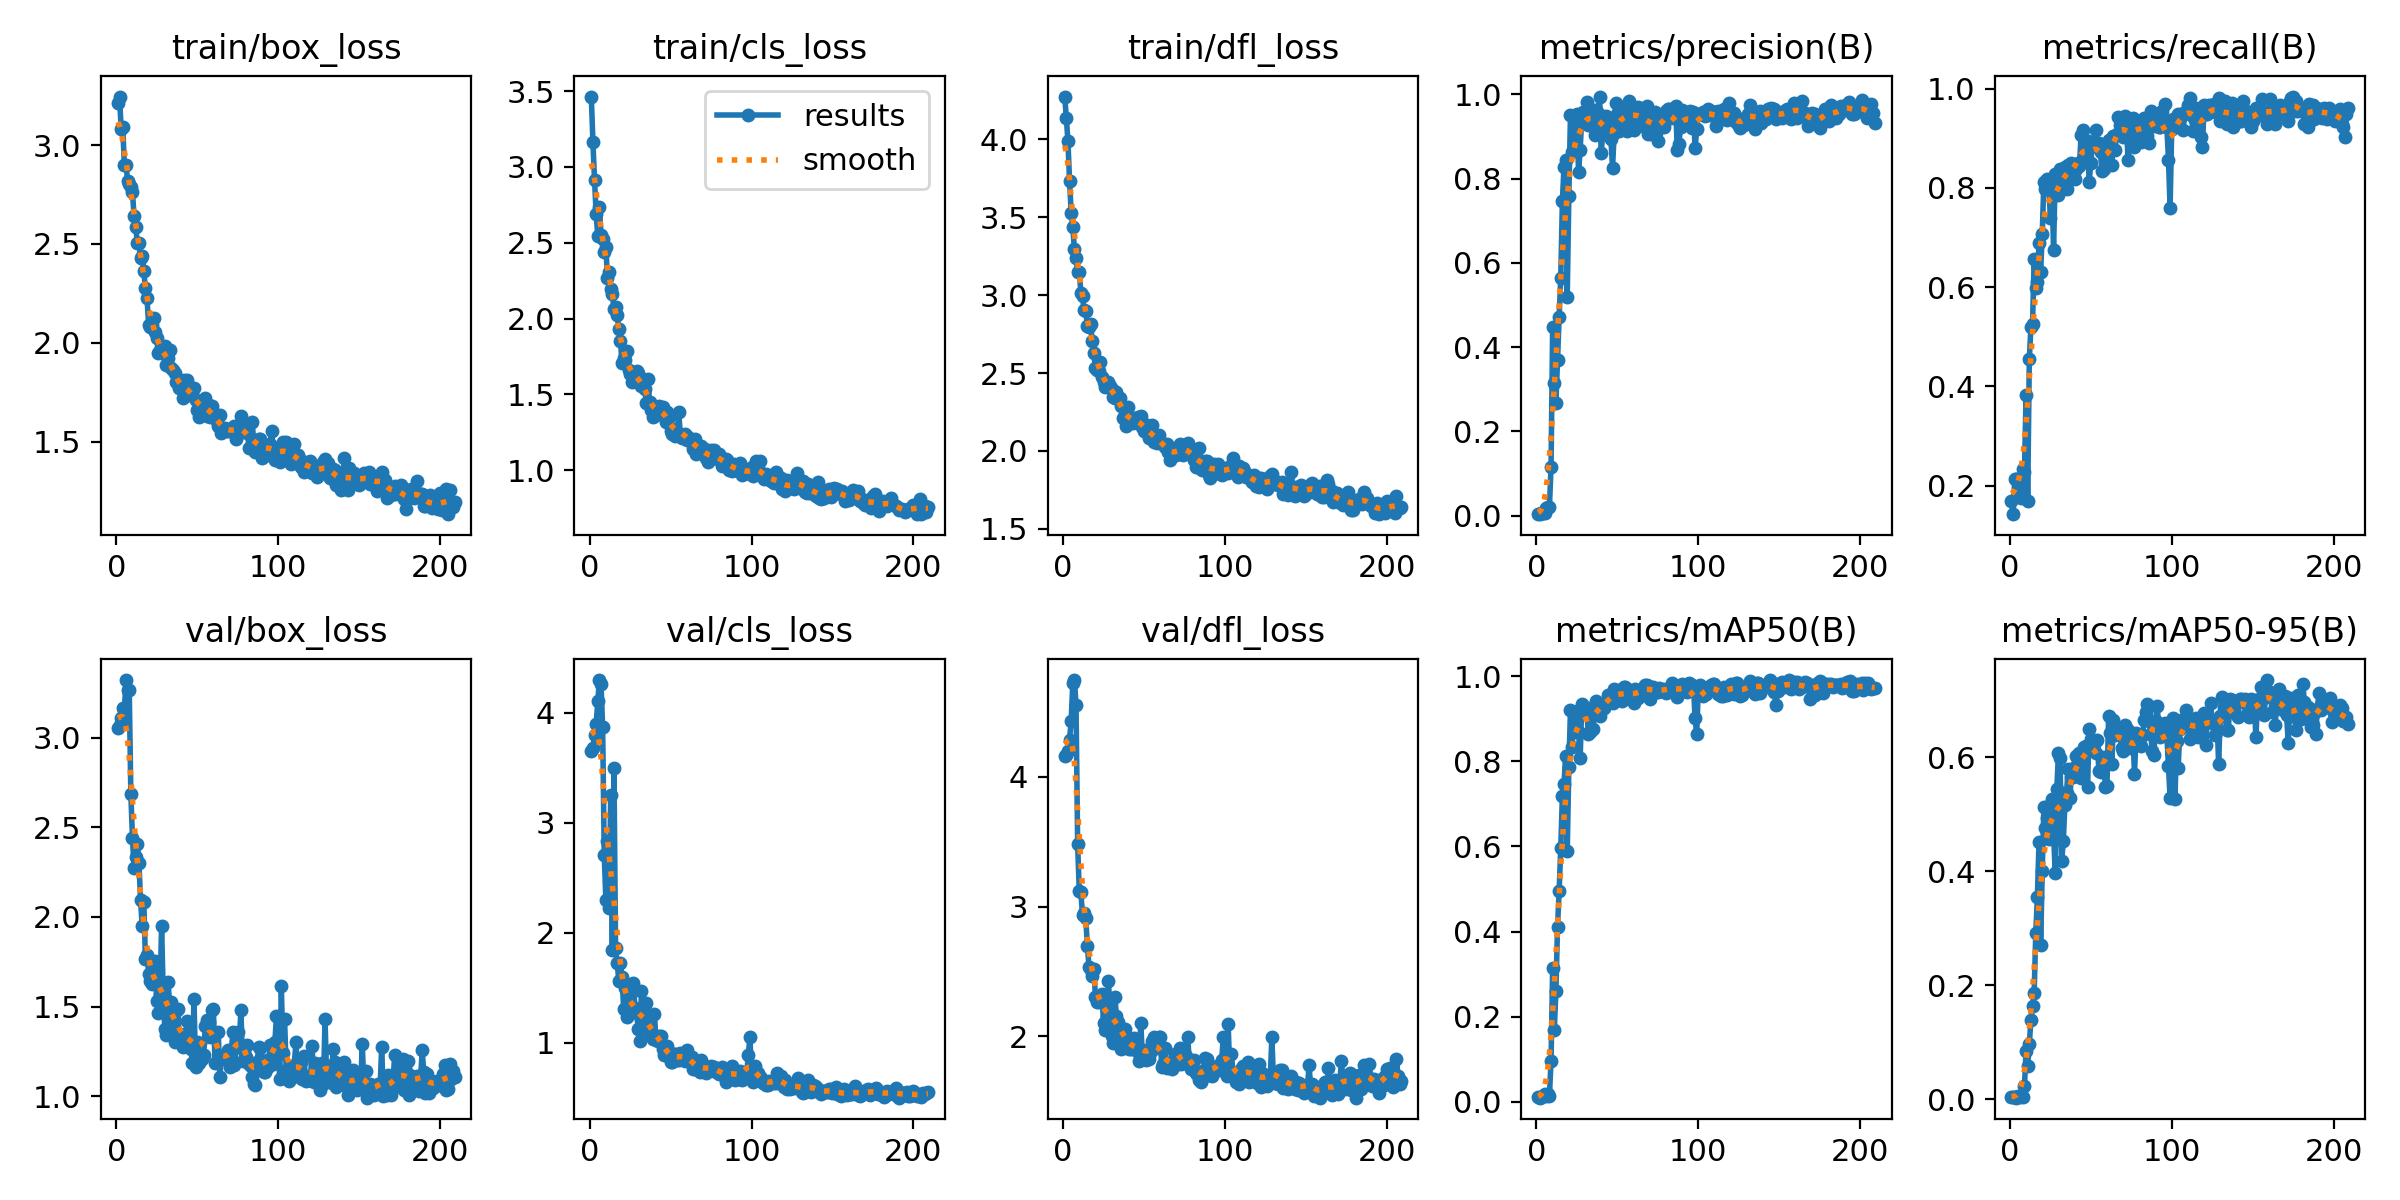 train/box_loss
3.0
2.5
2.0
1.5
0 100 200
train/cls_loss
results
smooth
3.5
3.0
2.5
2.0
1.5
1.0
0 100 200
train/dfl_loss
4.0
3.5
3.0
2.5
2.0
1.5
0 100 200
metrics/precision(B)
1.0
0.8
0.6
0.4
0.2
0.0
0 100 200
metrics/recall(B)
1.0
0.8
0.6
0.4
0.2
0 100 200
val/box_loss
3.0
2.5
2.0
1.5
1.0
0 100 200
val/cls_loss
4
3
2
1
0 100 200
val/dfl_loss
4
3
2
0 100 200
metrics/mAP50(B)
1.0
0.8
0.6
0.4
0.2
0.0
0 100 200
metrics/mAP50-95(B)
0.6
0.4
0.2
0.0
0 100 200